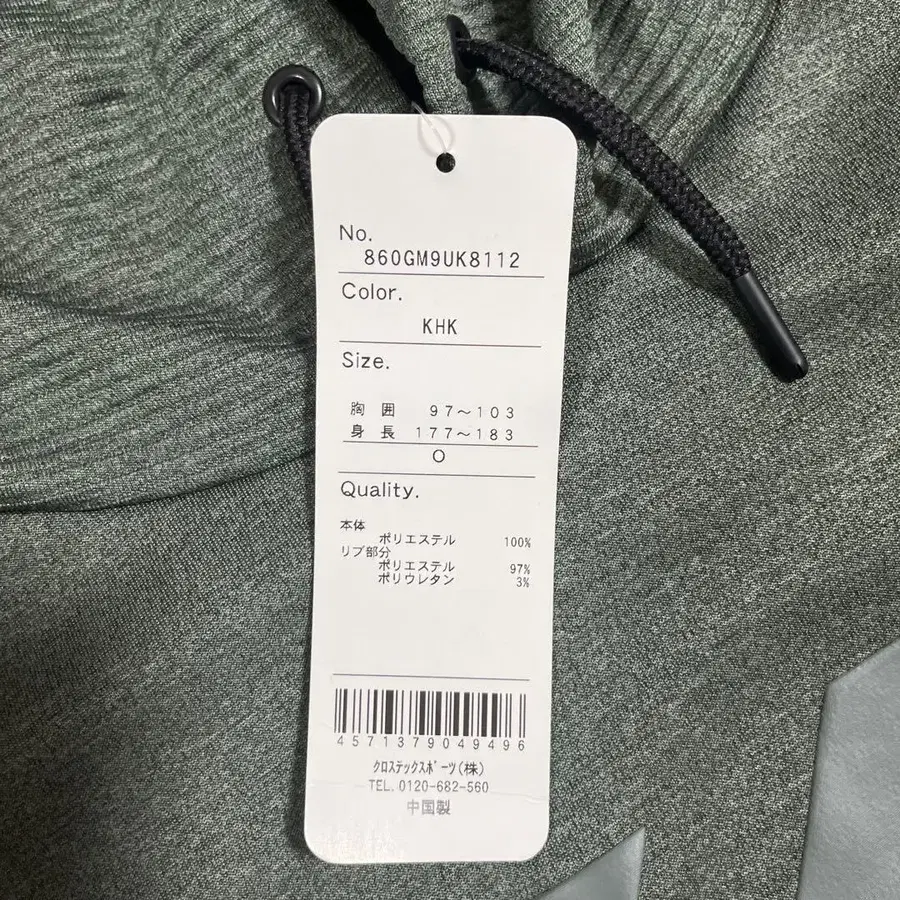 No.
860GM9UK8112
Color.
KHK
Size.
胸 囲 97～103
身 長 177～183
O
Quality.
本体
ポリエステル 100%
リブ部分
ポリエステル 97%
ポリウレタン 3%
4571379049496
クロステックスポーツ(株)
TEL.0120-682-560
中国製